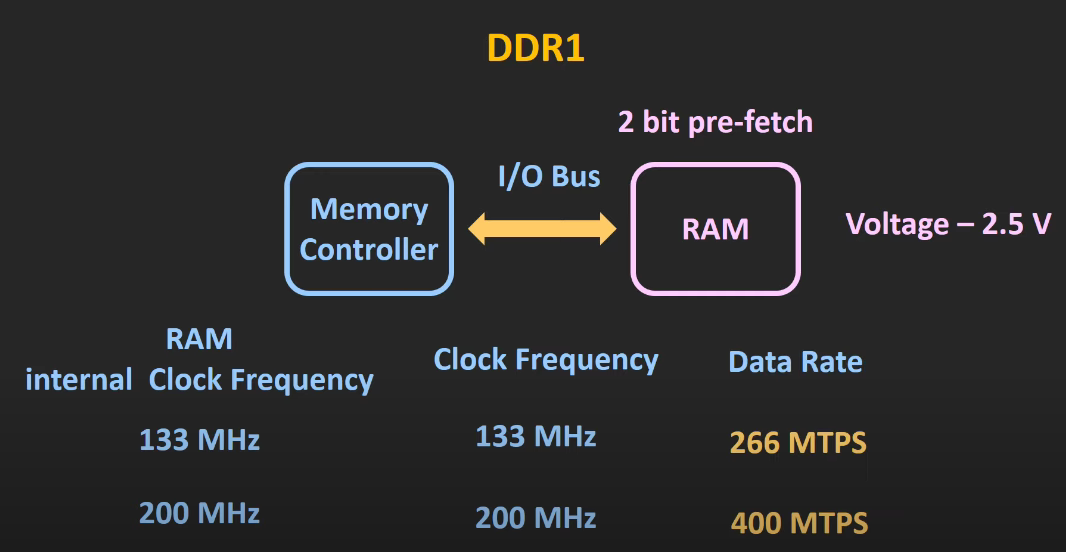 DDR1
2 bit pre-fetch
I/O Bus
Memory
Controller
RAM
Voltage – 2.5 V
RAM
internal Clock Frequency
Clock Frequency
Data Rate
133 MHz
133 MHz
266 MTPS
200 MHz
200 MHz
400 MTPS